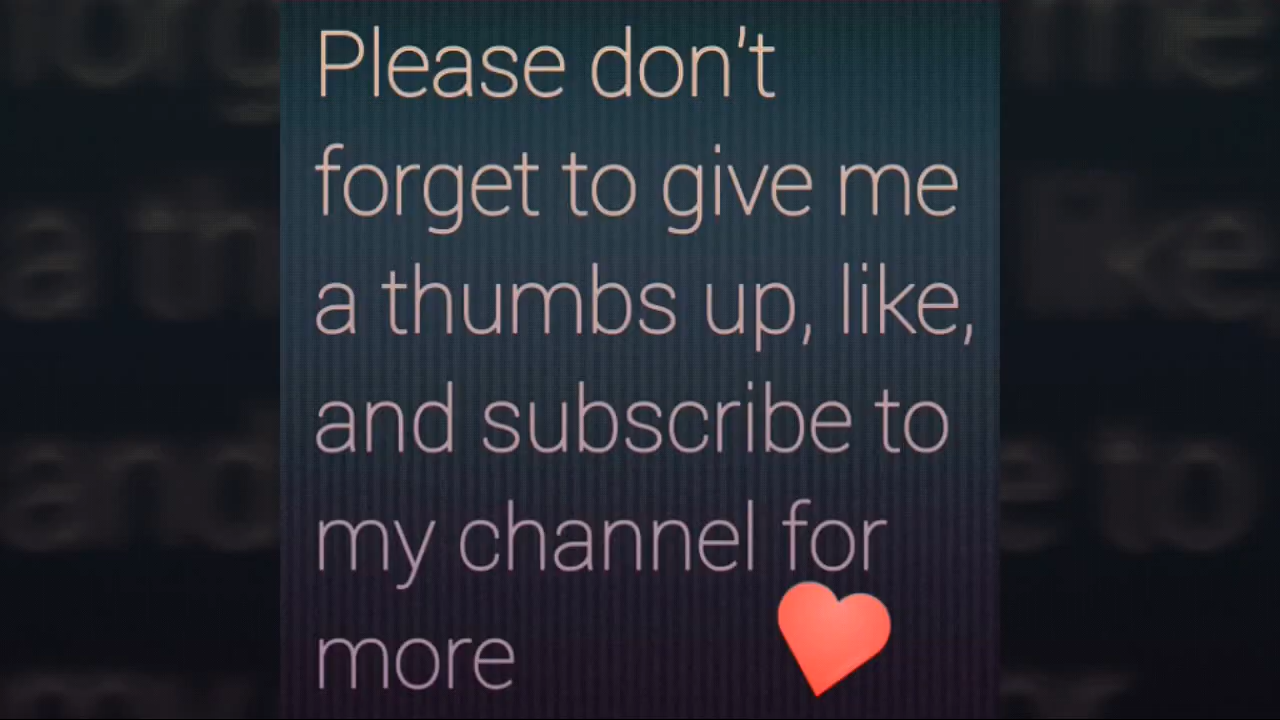 Please don’t
forget to give me
a thumbs up, like,
and subscribe to
my channel for
more